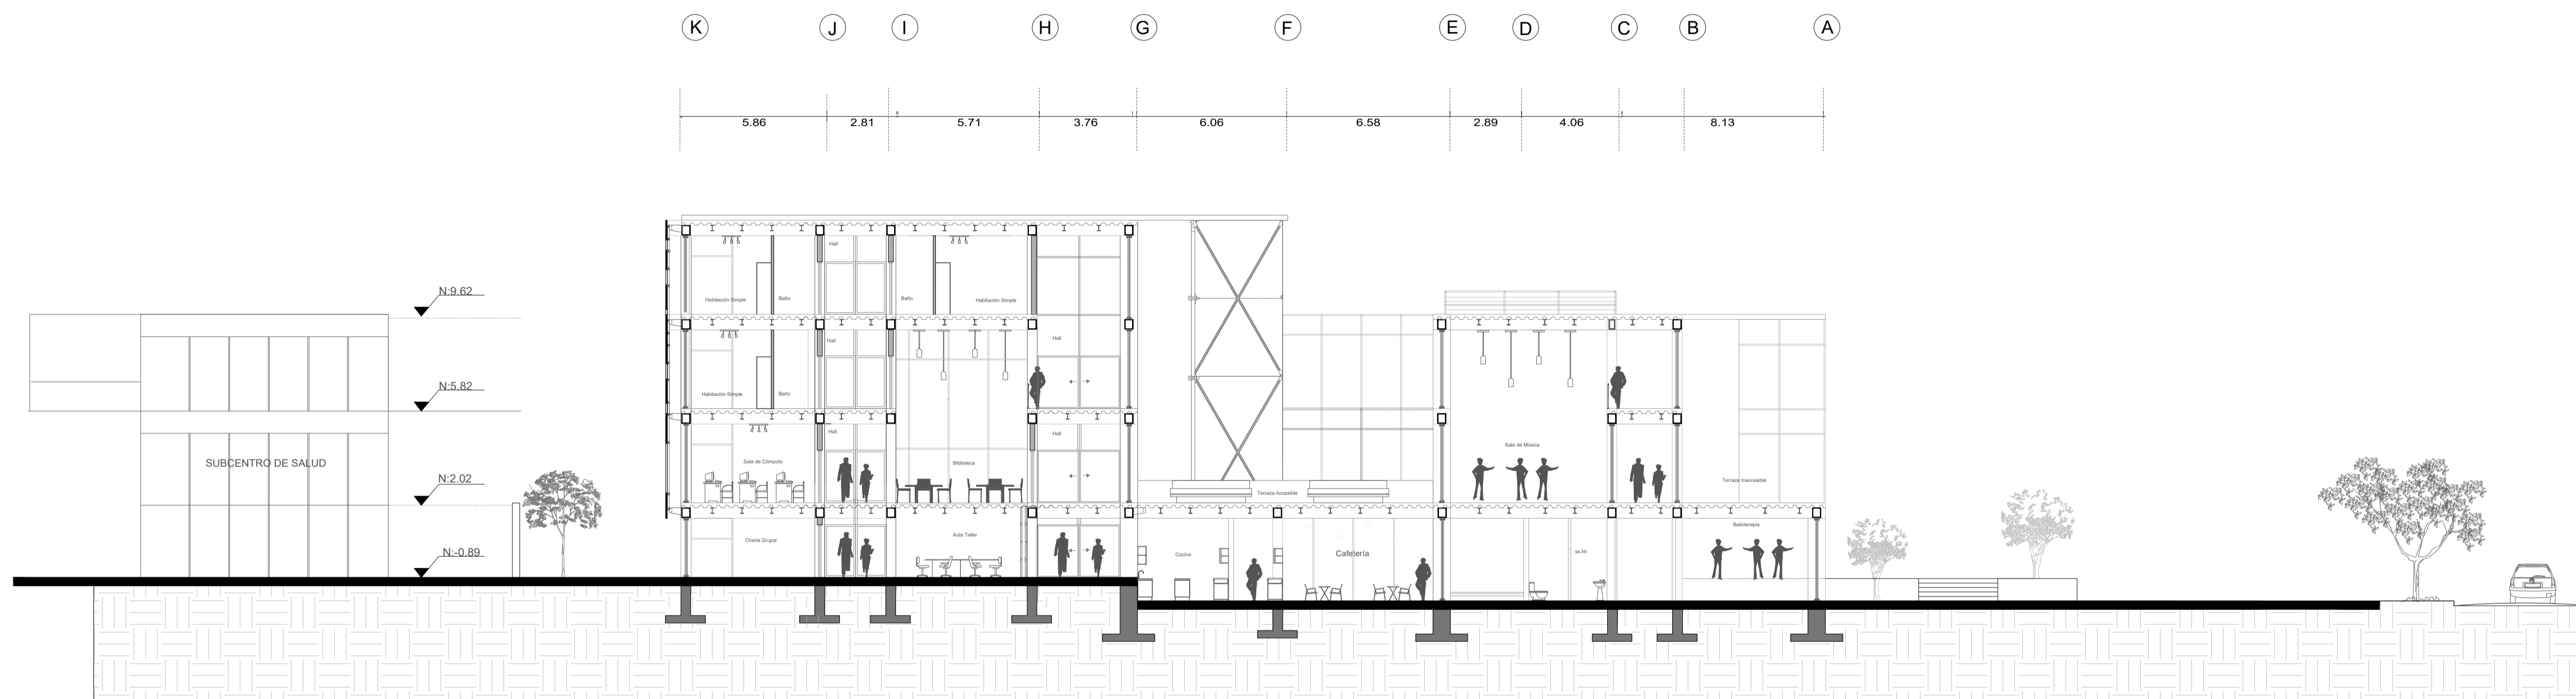 K J I H G F E D C B A
5.86 2.81 5.71 3.76 6.06 6.58 2.89 4.06 8.13
Hall
N:9.62
Habitación Simple Baño Baño Habitación Simple
Hall Hall
N:5.82
Habitación Simple Baño
Hall Hall
Sala de Música
SUBCENTRO DE SALUD
Sala de Cómputo Biblioteca
N:2.02
Terraza Inaccesible
Terraza Accesible
Balloterapia
Charla Grupal Aula Taller
N:-0.89
Cocina Cafetería ss.hh